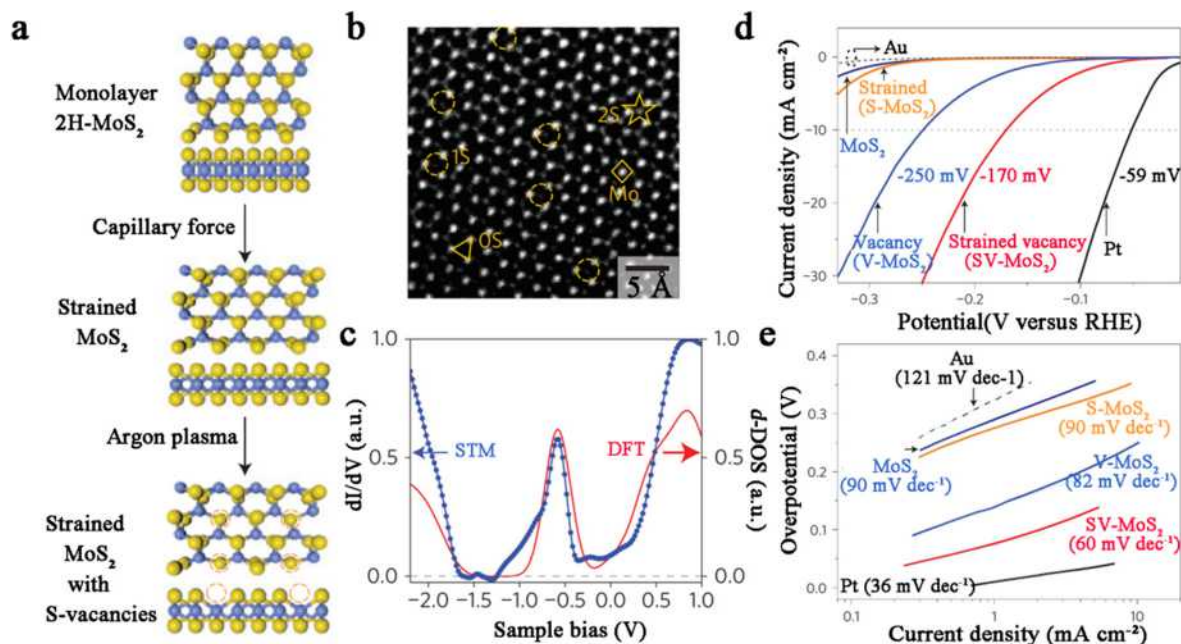 a
Monolayer
2H-MoS₂
Capillary force
Strained
MoS₂
Argon plasma
Strained
MoS₂
with
S-vacancies
b
2S
1S
Mo
0S
5 Å
c
1.0
0.5
0.0
dI/dV (a.u.)
STM
DFT
1.0
0.5
0.0
d-DOS (a.u.)
-2.0 -1.5 -1.0 -0.5 0.0 0.5 1.0
Sample bias (V)
d
0
-10
-20
-30
Current density (mA cm⁻²)
Au
Strained
(S-MoS₂)
MoS₂
-250 mV
-170 mV
-59 mV
Vacancy
(V-MoS₂)
Strained vacancy
(SV-MoS₂)
Pt
-0.3 -0.2 -0.1
Potential(V versus RHE)
e
0.4
0.3
0.2
0.1
0.0
Overpotential (V)
Au
(121 mV dec-1)
S-MoS₂
(90 mV dec⁻¹)
MoS₂
(90 mV dec⁻¹)
V-MoS₂
(82 mV dec⁻¹)
SV-MoS₂
(60 mV dec⁻¹)
Pt (36 mV dec⁻¹)
0.1 1 10
Current density (mA cm⁻²)